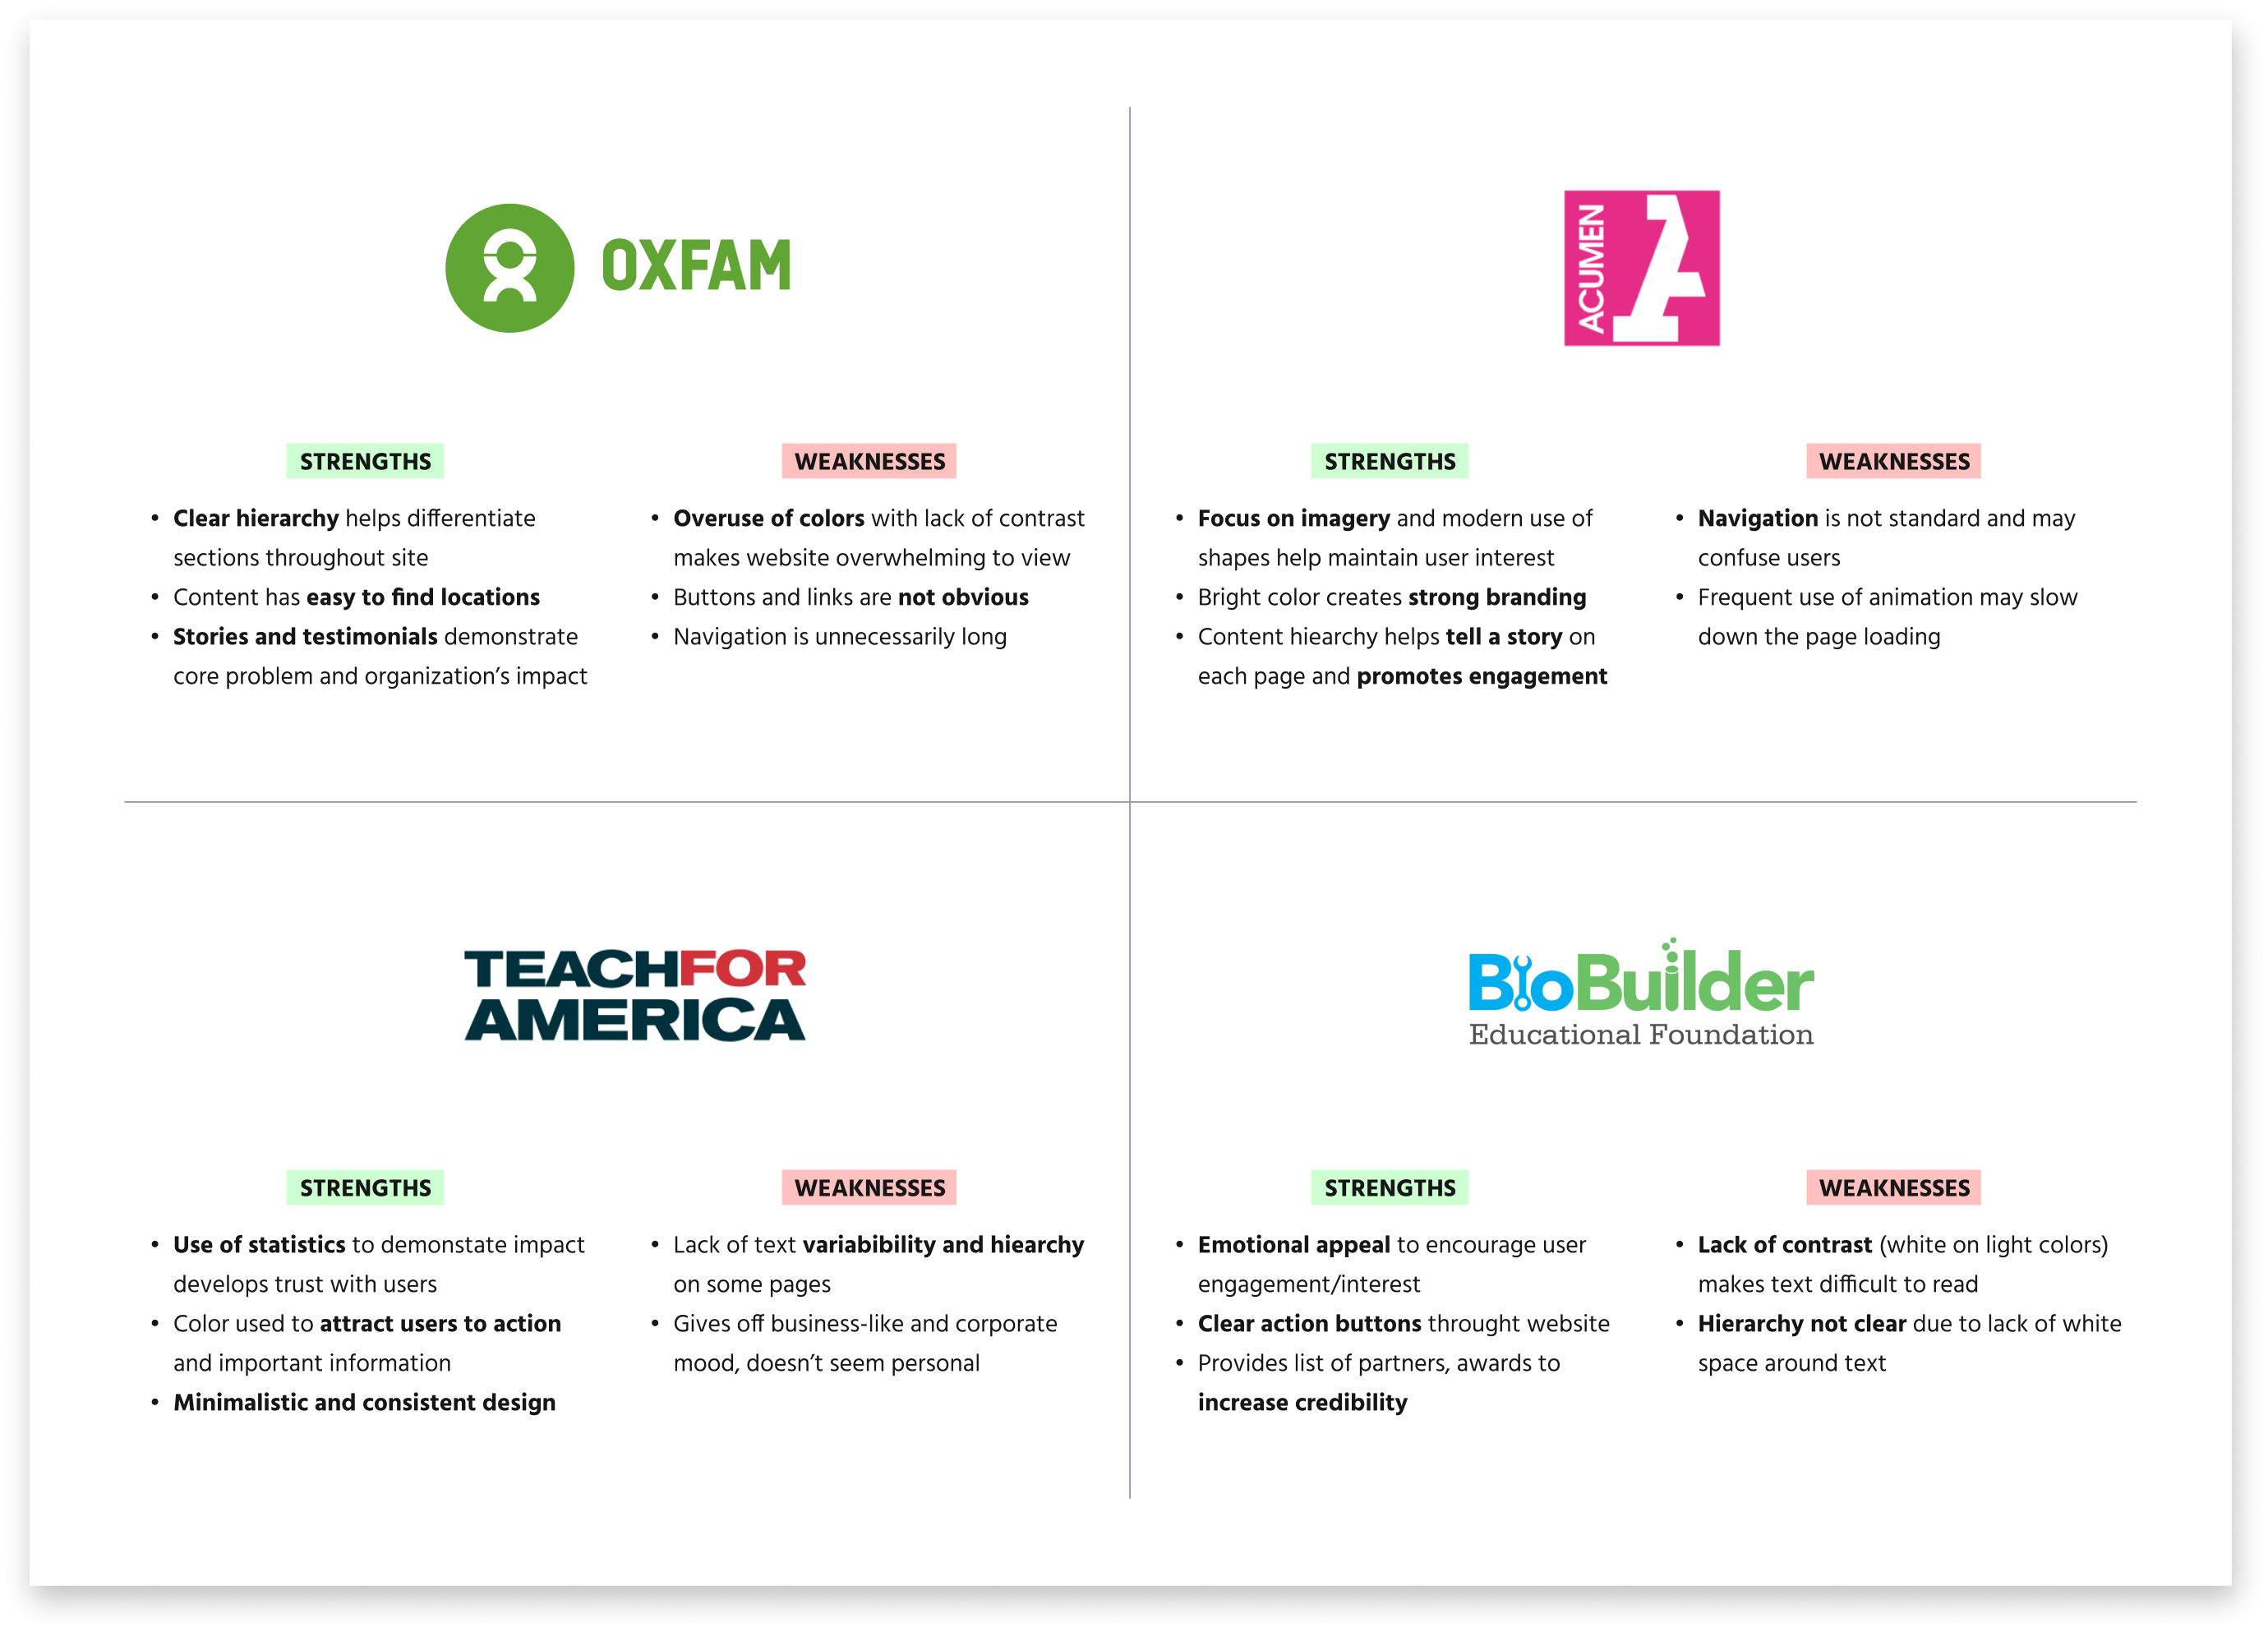 OXFAM
STRENGTHS
• Clear hierarchy helps differentiate
sections throughout site
• Content has easy to find locations
• Stories and testimonials demonstrate
core problem and organization’s impact
WEAKNESSES
• Overuse of colors with lack of contrast
makes website overwhelming to view
• Buttons and links are not obvious
• Navigation is unnecessarily long
ACUMEN
A
STRENGTHS
• Focus on imagery and modern use of
shapes help maintain user interest
• Bright color creates strong branding
• Content hiearchy helps tell a story on
each page and promotes engagement
WEAKNESSES
• Navigation is not standard and may
confuse users
• Frequent use of animation may slow
down the page loading
TEACHFOR
AMERICA
STRENGTHS
• Use of statistics to demonstate impact
develops trust with users
• Color used to attract users to action
and important information
• Minimalistic and consistent design
WEAKNESSES
• Lack of text variabibility and hiearchy
on some pages
• Gives off business-like and corporate
mood, doesn’t seem personal
BioBuilder
Educational Foundation
STRENGTHS
• Emotional appeal to encourage user
engagement/interest
• Clear action buttons throught website
• Provides list of partners, awards to
increase credibility
WEAKNESSES
• Lack of contrast (white on light colors)
makes text difficult to read
• Hierarchy not clear due to lack of white
space around text